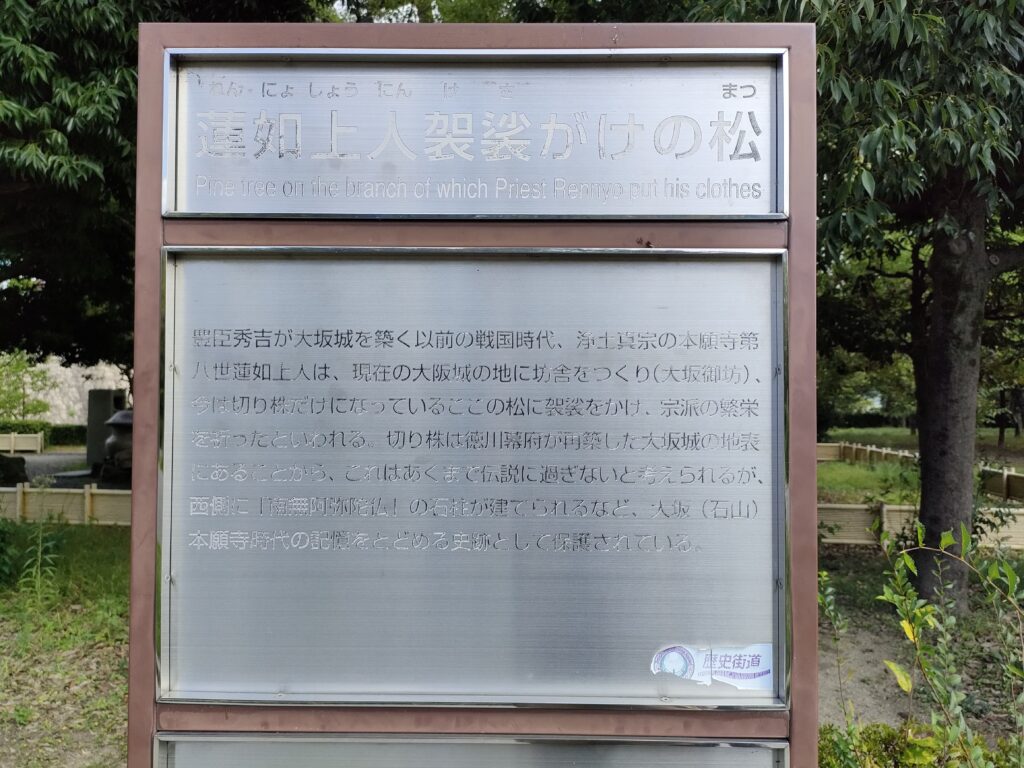 れん にょ しょう にん け さ まつ
蓮如上人袈裟がけの松
Pine tree on the branch of which Priest Rennyo put his clothes
豊臣秀吉が大坂城を築く以前の戦国時代、浄土真宗の本願寺第
八世蓮如上人は、現在の大阪城の地に坊舎をつくり(大坂御坊)、
今は切り株だけになっているここの松に袈裟をかけ、宗派の繁栄
を祈ったといわれる。切り株は徳川幕府が再築した大坂城の地表
にあることから、これはあくまで伝説に過ぎないと考えられるが、
西側に「南無阿弥陀仏」の石柱が建てられるなど、大坂(石山)
本願寺時代の記憶をとどめる史跡として保護されている。
歴史街道